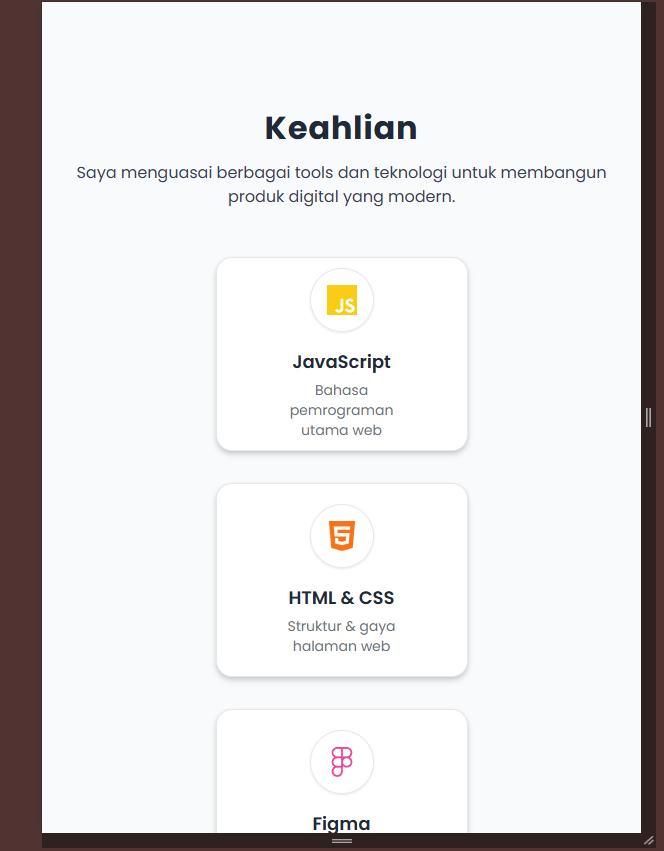 Keahlian
Saya menguasai berbagai tools dan teknologi untuk membangun
produk digital yang modern.
JS
JavaScript
Bahasa
pemrograman
utama web
5
HTML & CSS
Struktur & gaya
halaman web
Figma